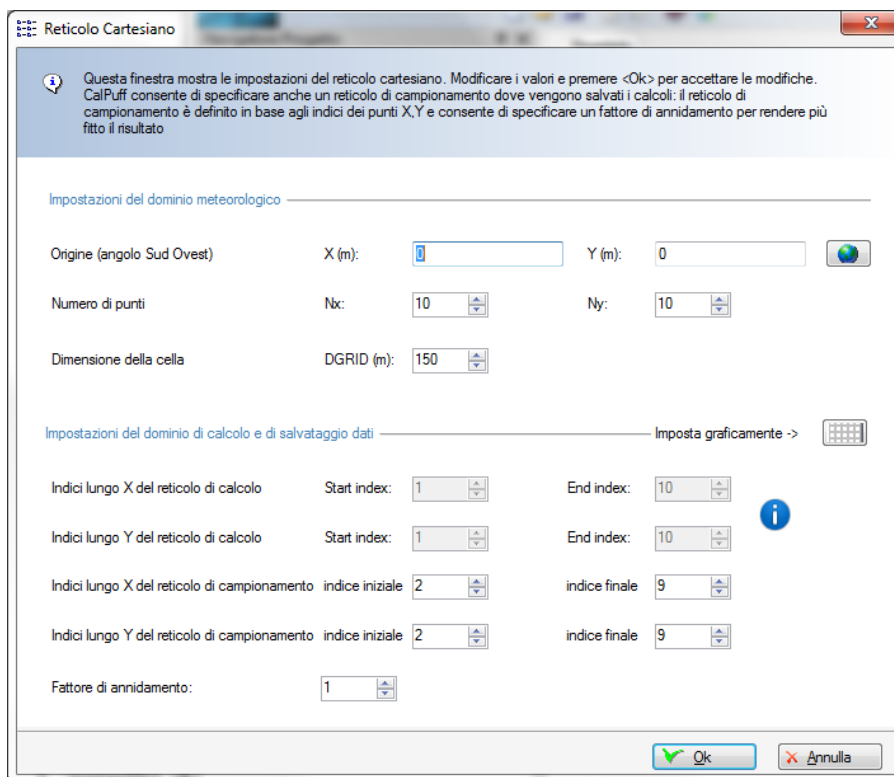 Reticolo Cartesiano
Questa finestra mostra le impostazioni del reticolo cartesiano. Modificare i valori e premere <Ok> per accettare le modifiche.
CalPuff consente di specificare anche un reticolo di campionamento dove vengono salvati i calcoli: il reticolo di
campionamento è definito in base agli indici dei punti X,Y e consente di specificare un fattore di annidamento per rendere più
fitto il risultato
Impostazioni del dominio meteorologico
Origine (angolo Sud Ovest) X (m): 0 Y (m): 0
Numero di punti Nx: 10 Ny: 10
Dimensione della cella DGRID (m): 150
Impostazioni del dominio di calcolo e di salvataggio dati Imposta graficamente ->
Indici lungo X del reticolo di calcolo Start index: 1 End index: 10
Indici lungo Y del reticolo di calcolo Start index: 1 End index: 10
Indici lungo X del reticolo di campionamento indice iniziale 2 indice finale 9
Indici lungo Y del reticolo di campionamento indice iniziale 2 indice finale 9
Fattore di annidamento: 1
Ok Annulla